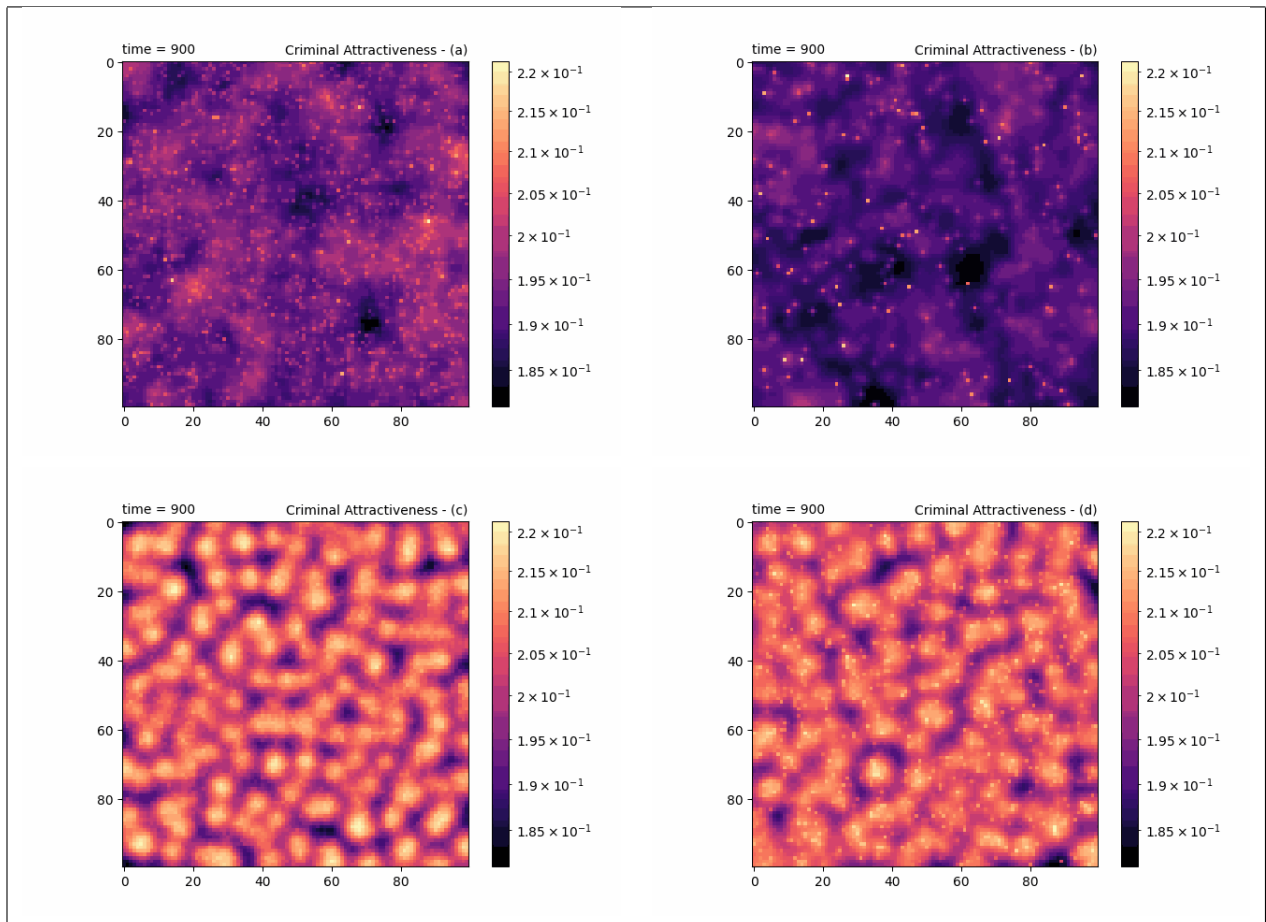 time = 900 Criminal Attractiveness - (a)
0
20
40
60
80
0 20 40 60 80
2.2 × 10⁻¹
2.15 × 10⁻¹
2.1 × 10⁻¹
2.05 × 10⁻¹
2 × 10⁻¹
1.95 × 10⁻¹
1.9 × 10⁻¹
1.85 × 10⁻¹
time = 900 Criminal Attractiveness - (b)
0
20
40
60
80
0 20 40 60 80
2.2 × 10⁻¹
2.15 × 10⁻¹
2.1 × 10⁻¹
2.05 × 10⁻¹
2 × 10⁻¹
1.95 × 10⁻¹
1.9 × 10⁻¹
1.85 × 10⁻¹
time = 900 Criminal Attractiveness - (c)
0
20
40
60
80
0 20 40 60 80
2.2 × 10⁻¹
2.15 × 10⁻¹
2.1 × 10⁻¹
2.05 × 10⁻¹
2 × 10⁻¹
1.95 × 10⁻¹
1.9 × 10⁻¹
1.85 × 10⁻¹
time = 900 Criminal Attractiveness - (d)
0
20
40
60
80
0 20 40 60 80
2.2 × 10⁻¹
2.15 × 10⁻¹
2.1 × 10⁻¹
2.05 × 10⁻¹
2 × 10⁻¹
1.95 × 10⁻¹
1.9 × 10⁻¹
1.85 × 10⁻¹